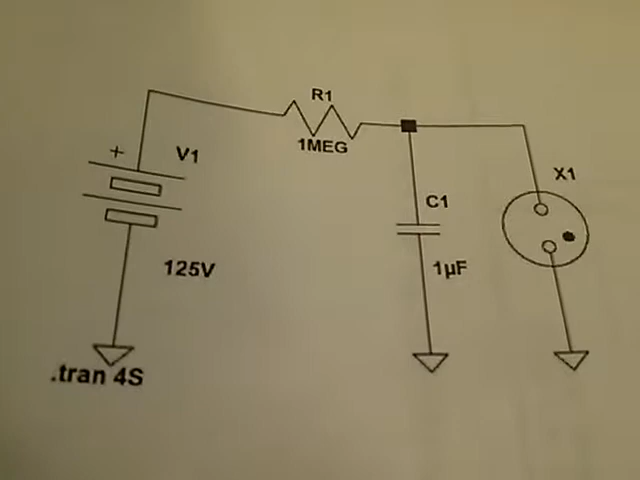 R1
1MEG
+
V1
X1
C1
125V
1µF
.tran 4S